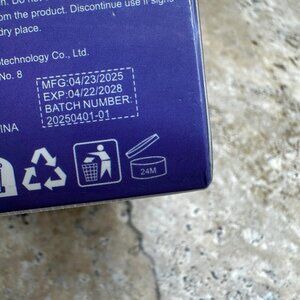 from the product. Discontinue use if signs
dry place.
otechnology Co., Ltd.
No. 8
MFG:04/23/2025
EXP:04/22/2028
BATCH NUMBER:
20250401-01
INA
24M